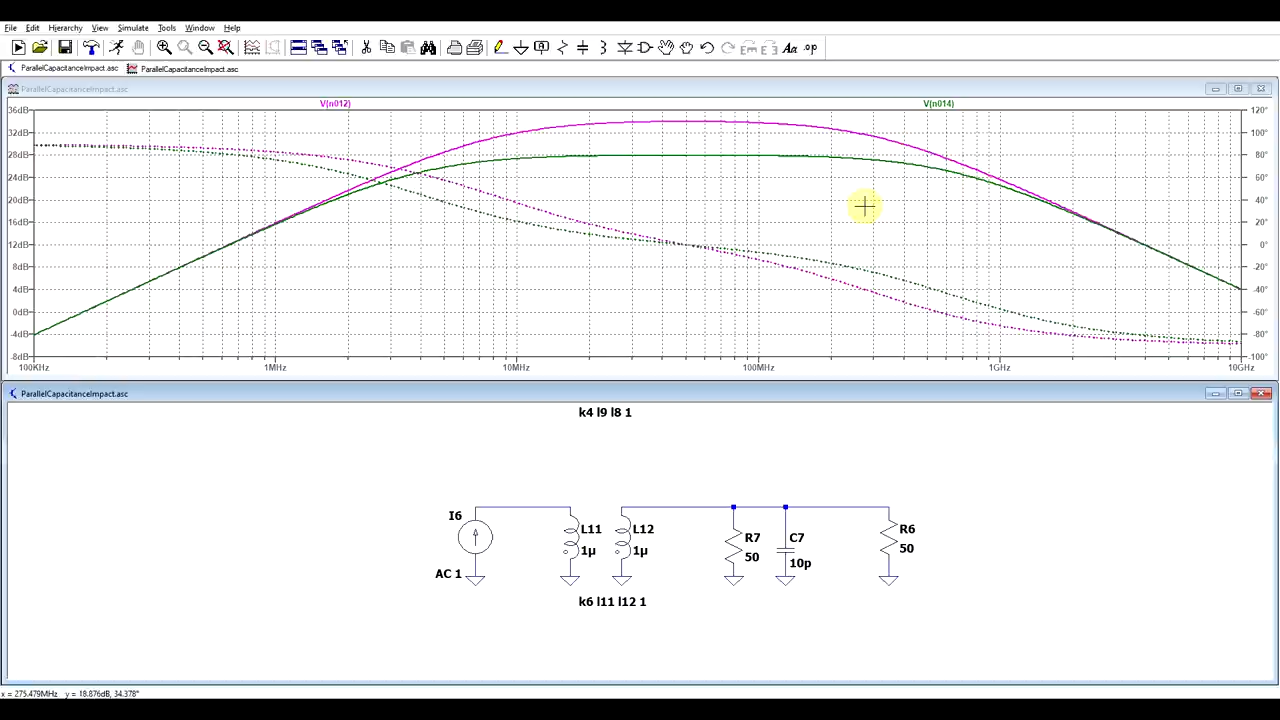 File Edit Hierarchy View Simulate Tools Window Help
Aa .op
ParallelCapacitanceImpact.asc ParallelCapacitanceImpact.asc
ParallelCapacitanceImpact.asc
V(n012) V(n014)
36dB 120°
32dB 100°
28dB 80°
24dB 60°
20dB 40°
16dB 20°
12dB 0°
8dB -20°
4dB -40°
0dB -60°
-4dB -80°
-8dB -100°
100KHz 1MHz 10MHz 100MHz 1GHz 10GHz
ParallelCapacitanceImpact.asc
k4 l9 l8 1
I6
L11 L12 R7 C7 R6
1µ 1µ 50 10p 50
AC 1
k6 l11 l12 1
x = 275.479MHz y = 18.876dB, 34.378°